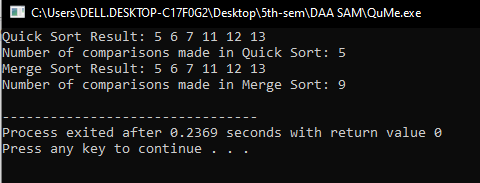 C:\Users\DELL.DESKTOP-C17F0G2\Desktop\5th-sem\DAA SAM\QuMe.exe
Quick Sort Result: 5 6 7 11 12 13
Number of comparisons made in Quick Sort: 5
Merge Sort Result: 5 6 7 11 12 13
Number of comparisons made in Merge Sort: 9
--------------------------------
Process exited after 0.2369 seconds with return value 0
Press any key to continue . . .